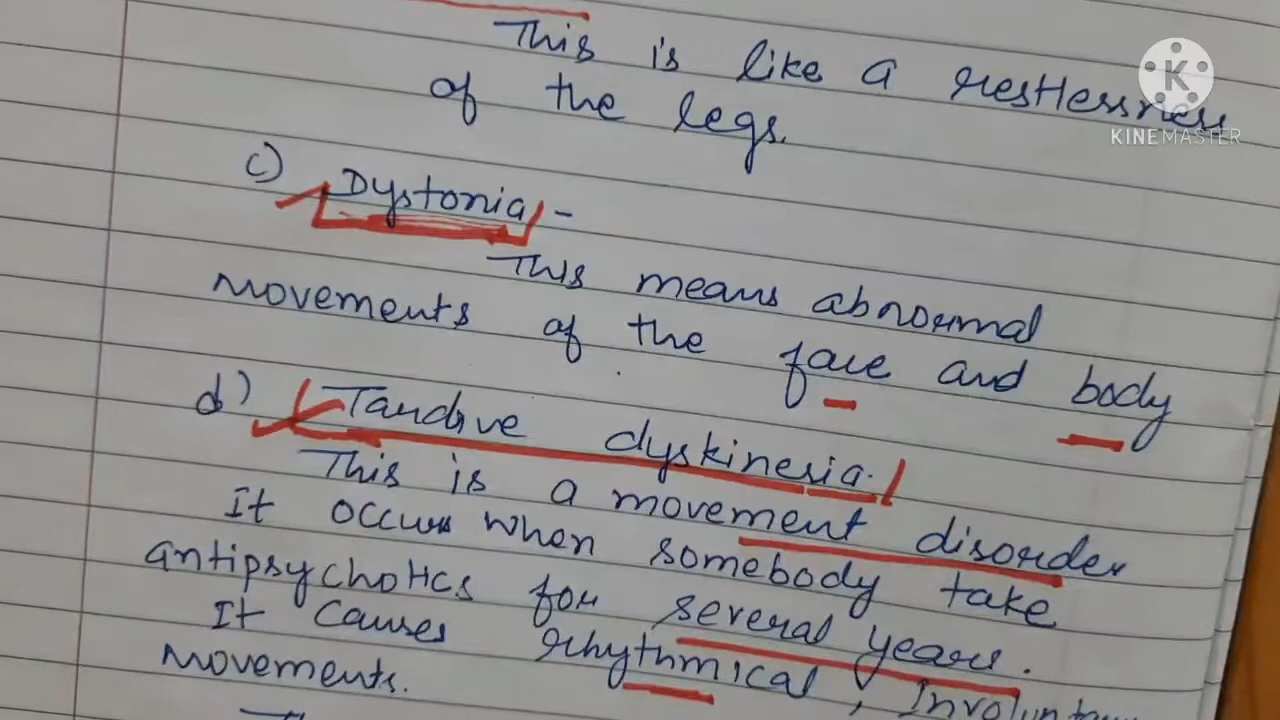 This is like a restlessness
of the legs.
K
KINEMASTER
c) Dystonia -
This means abnormal
movements of the face and body
d) Tardive dyskinesia.
This is a movement disorder
It occurs when somebody take
antipsychotics for several years.
It causes rhythmical, Involuntary
movements.